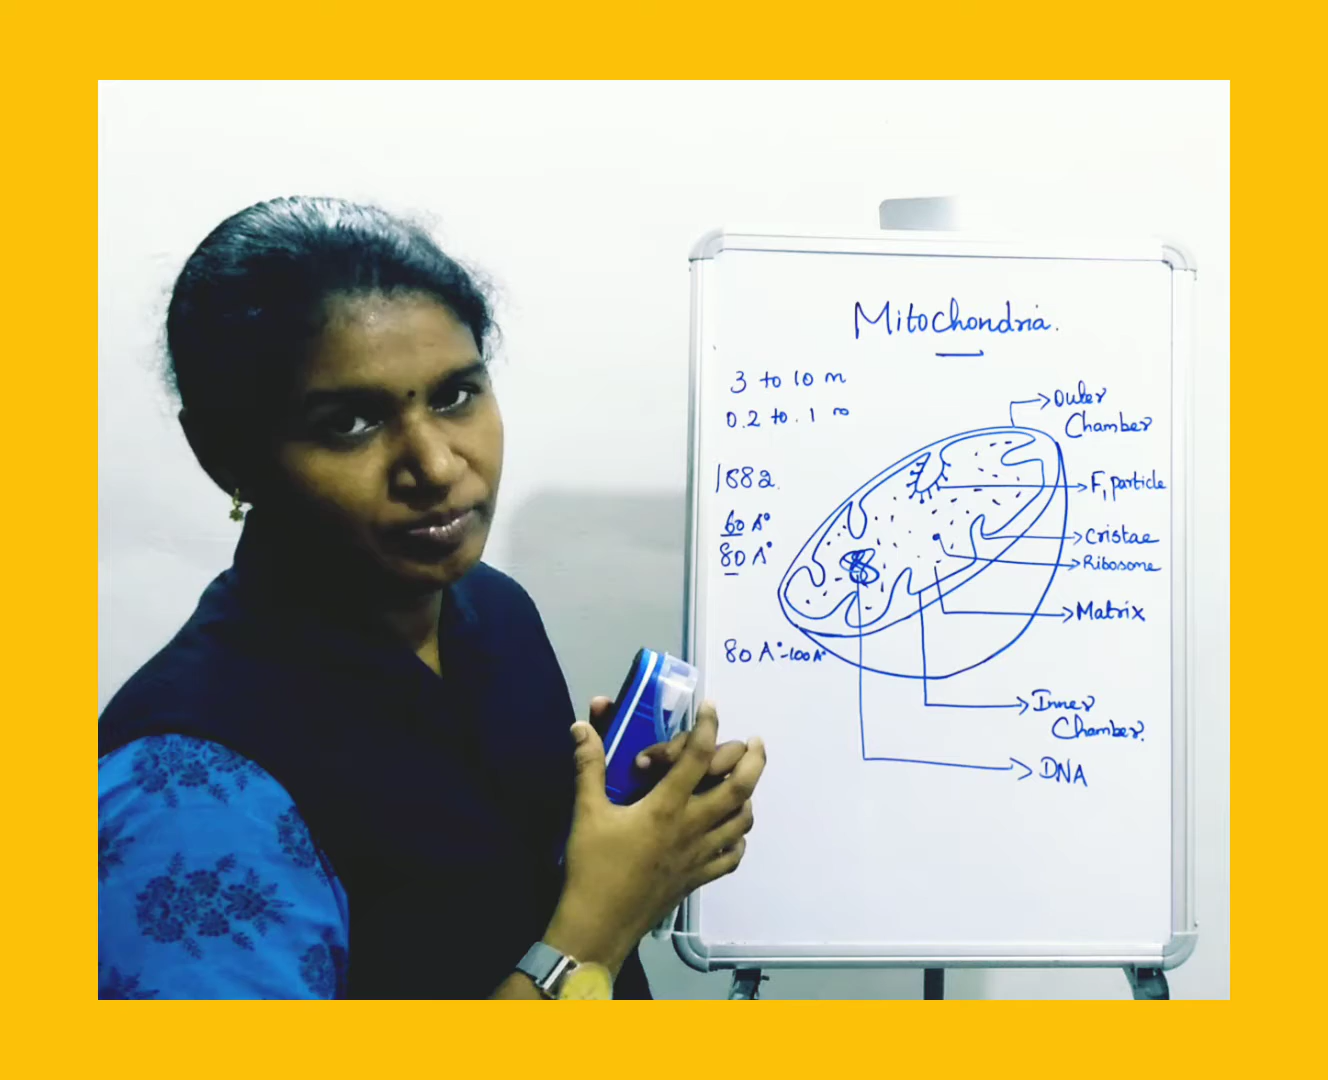 Mitochondria.
3 to 10 m
0.2 to .1 m
1882.
60 A°
80 A°
80 A°-100A°
Outer
Chamber
F₁ particle
Cristae
Ribosome
Matrix
Inner
Chamber.
DNA